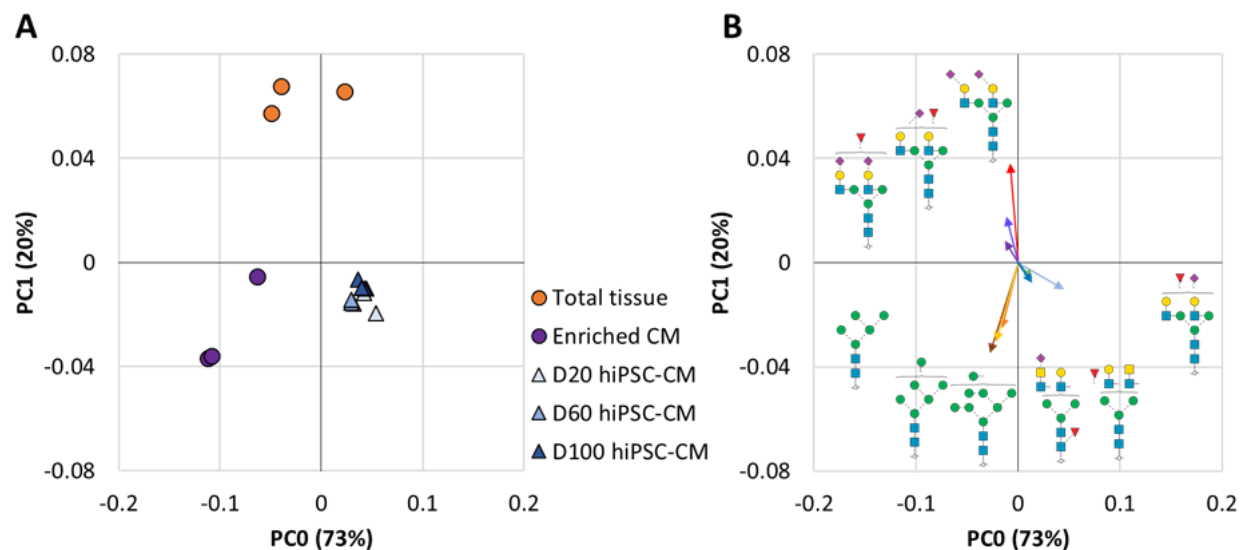 A
B
0.08
0.04
0
-0.04
-0.08
PC1 (20%)
-0.2
-0.1
0
0.1
0.2
PC0 (73%)
Total tissue
Enriched CM
D20 hiPSC-CM
D60 hiPSC-CM
D100 hiPSC-CM
0.08
0.04
0
-0.04
-0.08
PC1 (20%)
-0.2
-0.1
0
0.1
0.2
PC0 (73%)